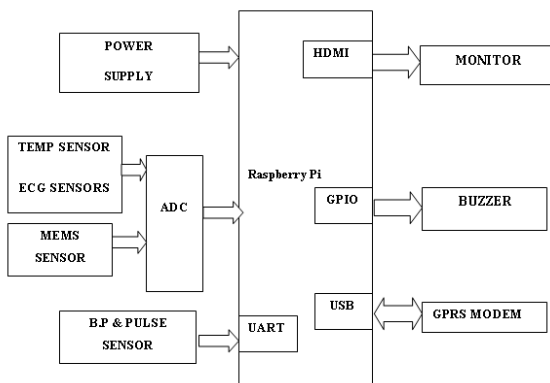 POWER
SUPPLY
HDMI
MONITOR
TEMP SENSOR
ECG SENSORS
ADC
Raspberry Pi
GPIO
BUZZER
MEMS
SENSOR
B.P & PULSE
SENSOR
UART
USB
GPRS MODEM